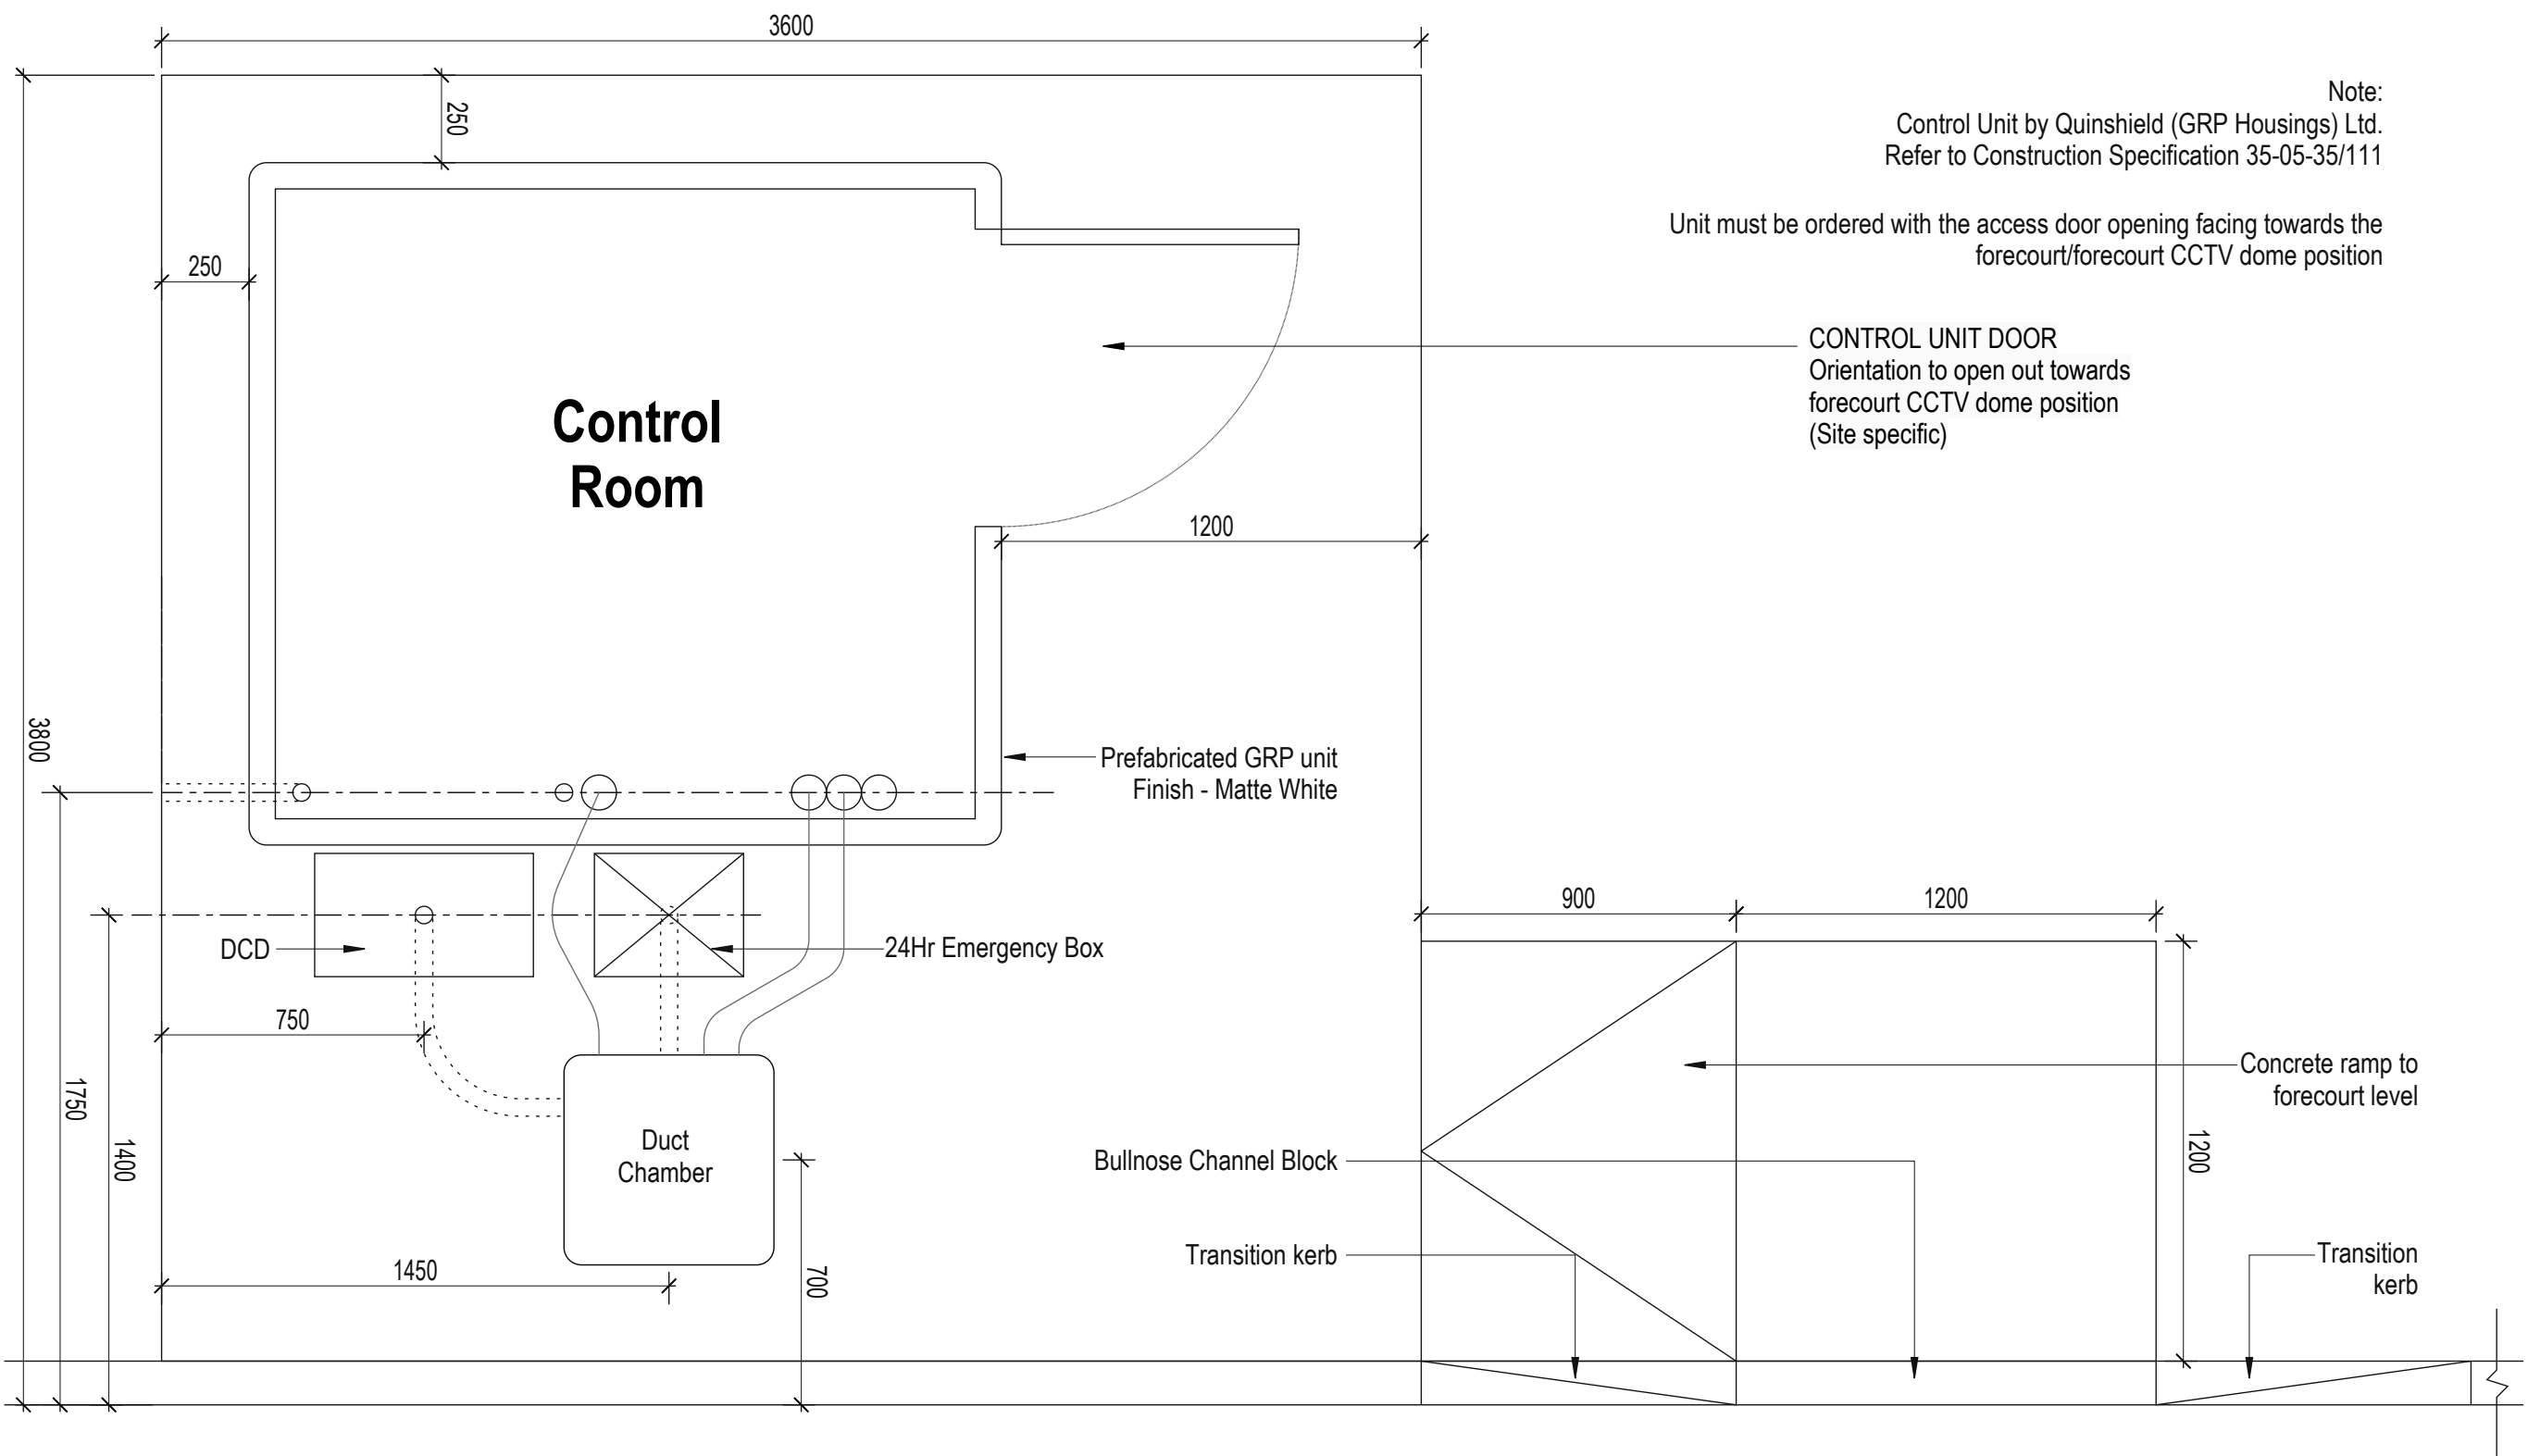 3600
250
Note:
Control Unit by Quinshield (GRP Housings) Ltd.
Refer to Construction Specification 35-05-35/111
Unit must be ordered with the access door opening facing towards the
forecourt/forecourt CCTV dome position
250
CONTROL UNIT DOOR
Orientation to open out towards
forecourt CCTV dome position
(Site specific)
Control
Room
1200
3800
Prefabricated GRP unit
Finish - Matte White
900
1200
DCD
24Hr Emergency Box
750
1750
1400
Duct
Chamber
Concrete ramp to
forecourt level
Bullnose Channel Block
1200
Transition kerb
Transition
kerb
1450
700